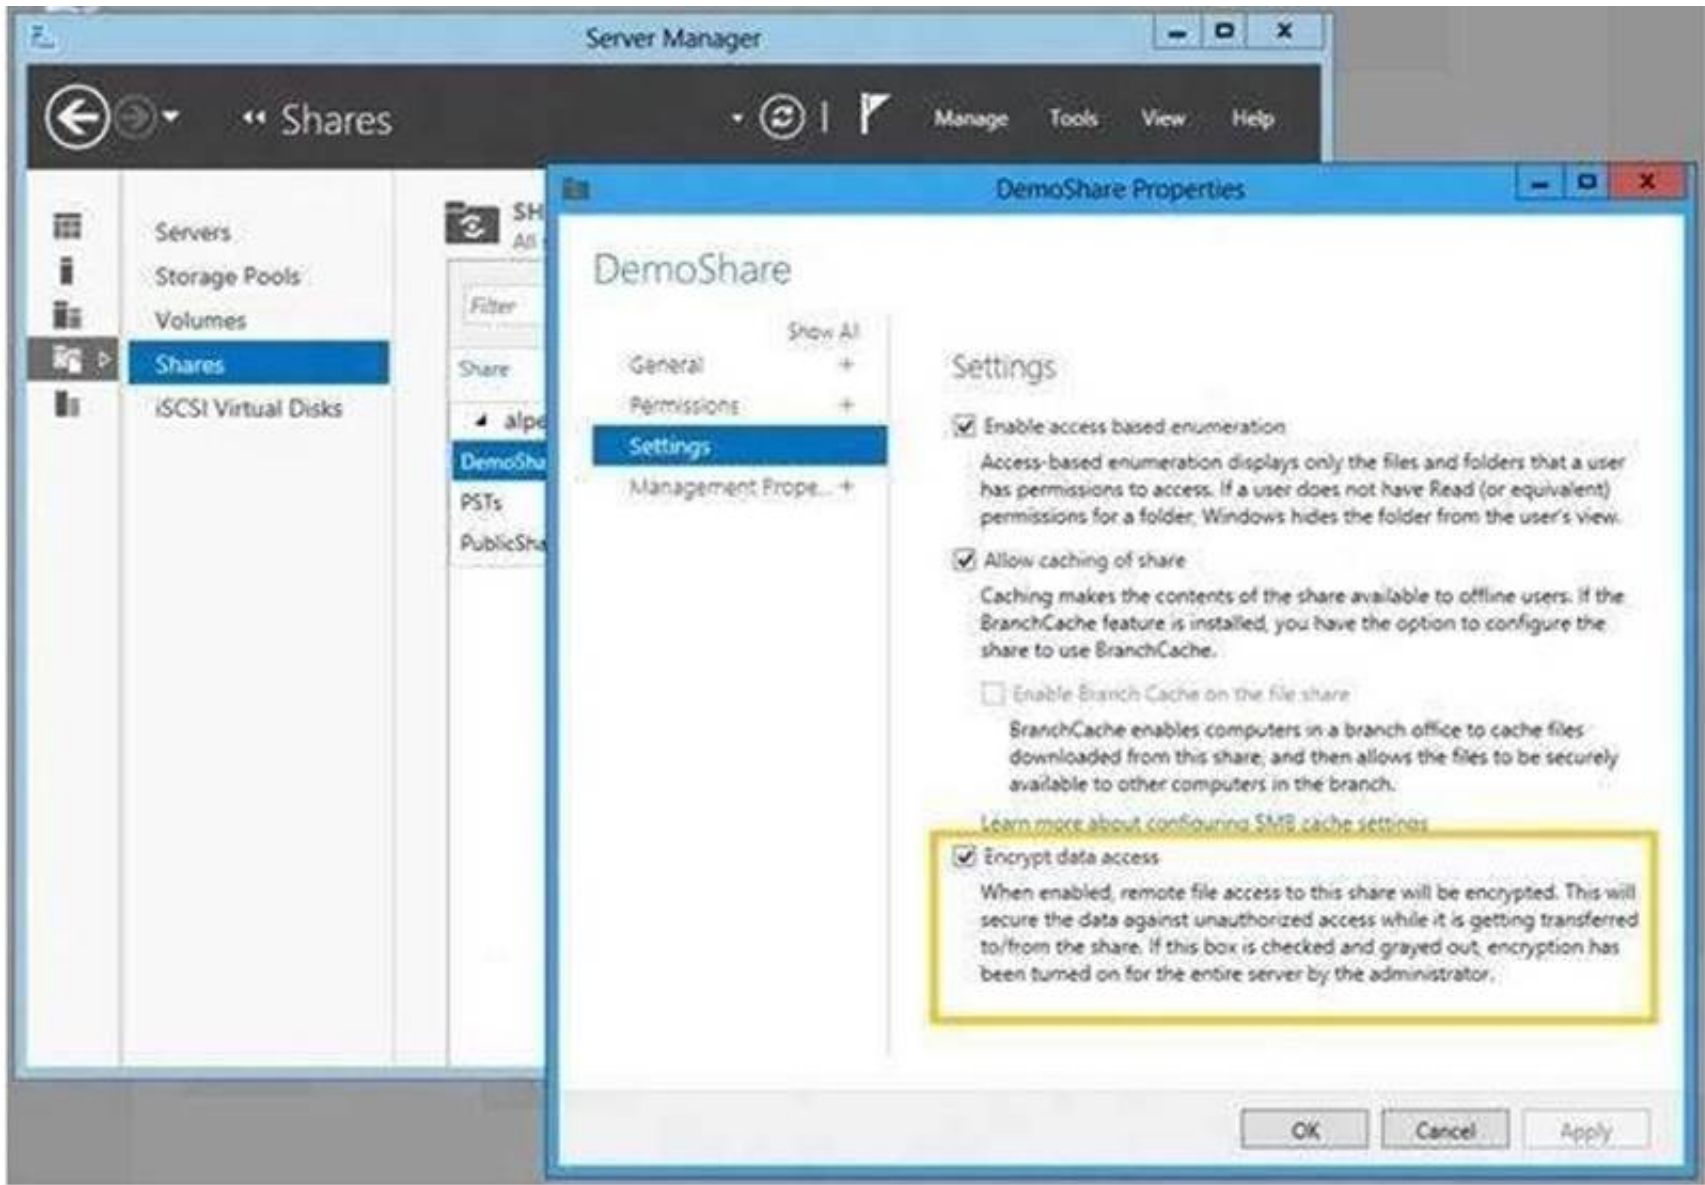 Server Manager
Shares
Manage Tools View Help
Servers
Storage Pools
Volumes
Shares
iSCSI Virtual Disks
SH
All
Filter
Share
alpe
DemoSha
PSTs
PublicSha
DemoShare Properties
DemoShare
Show All
General +
Permissions +
Settings
Management Prope... +
Settings
Enable access based enumeration
Access-based enumeration displays only the files and folders that a user
has permissions to access. If a user does not have Read (or equivalent)
permissions for a folder, Windows hides the folder from the user's view.
Allow caching of share
Caching makes the contents of the share available to offline users. If the
BranchCache feature is installed, you have the option to configure the
share to use BranchCache.
Enable Branch Cache on the file share
BranchCache enables computers in a branch office to cache files
downloaded from this share, and then allows the files to be securely
available to other computers in the branch.
Learn more about configuring SMB cache settings
Encrypt data access
When enabled, remote file access to this share will be encrypted. This will
secure the data against unauthorized access while it is getting transferred
to/from the share. If this box is checked and grayed out, encryption has
been turned on for the entire server by the administrator.
OK Cancel Apply